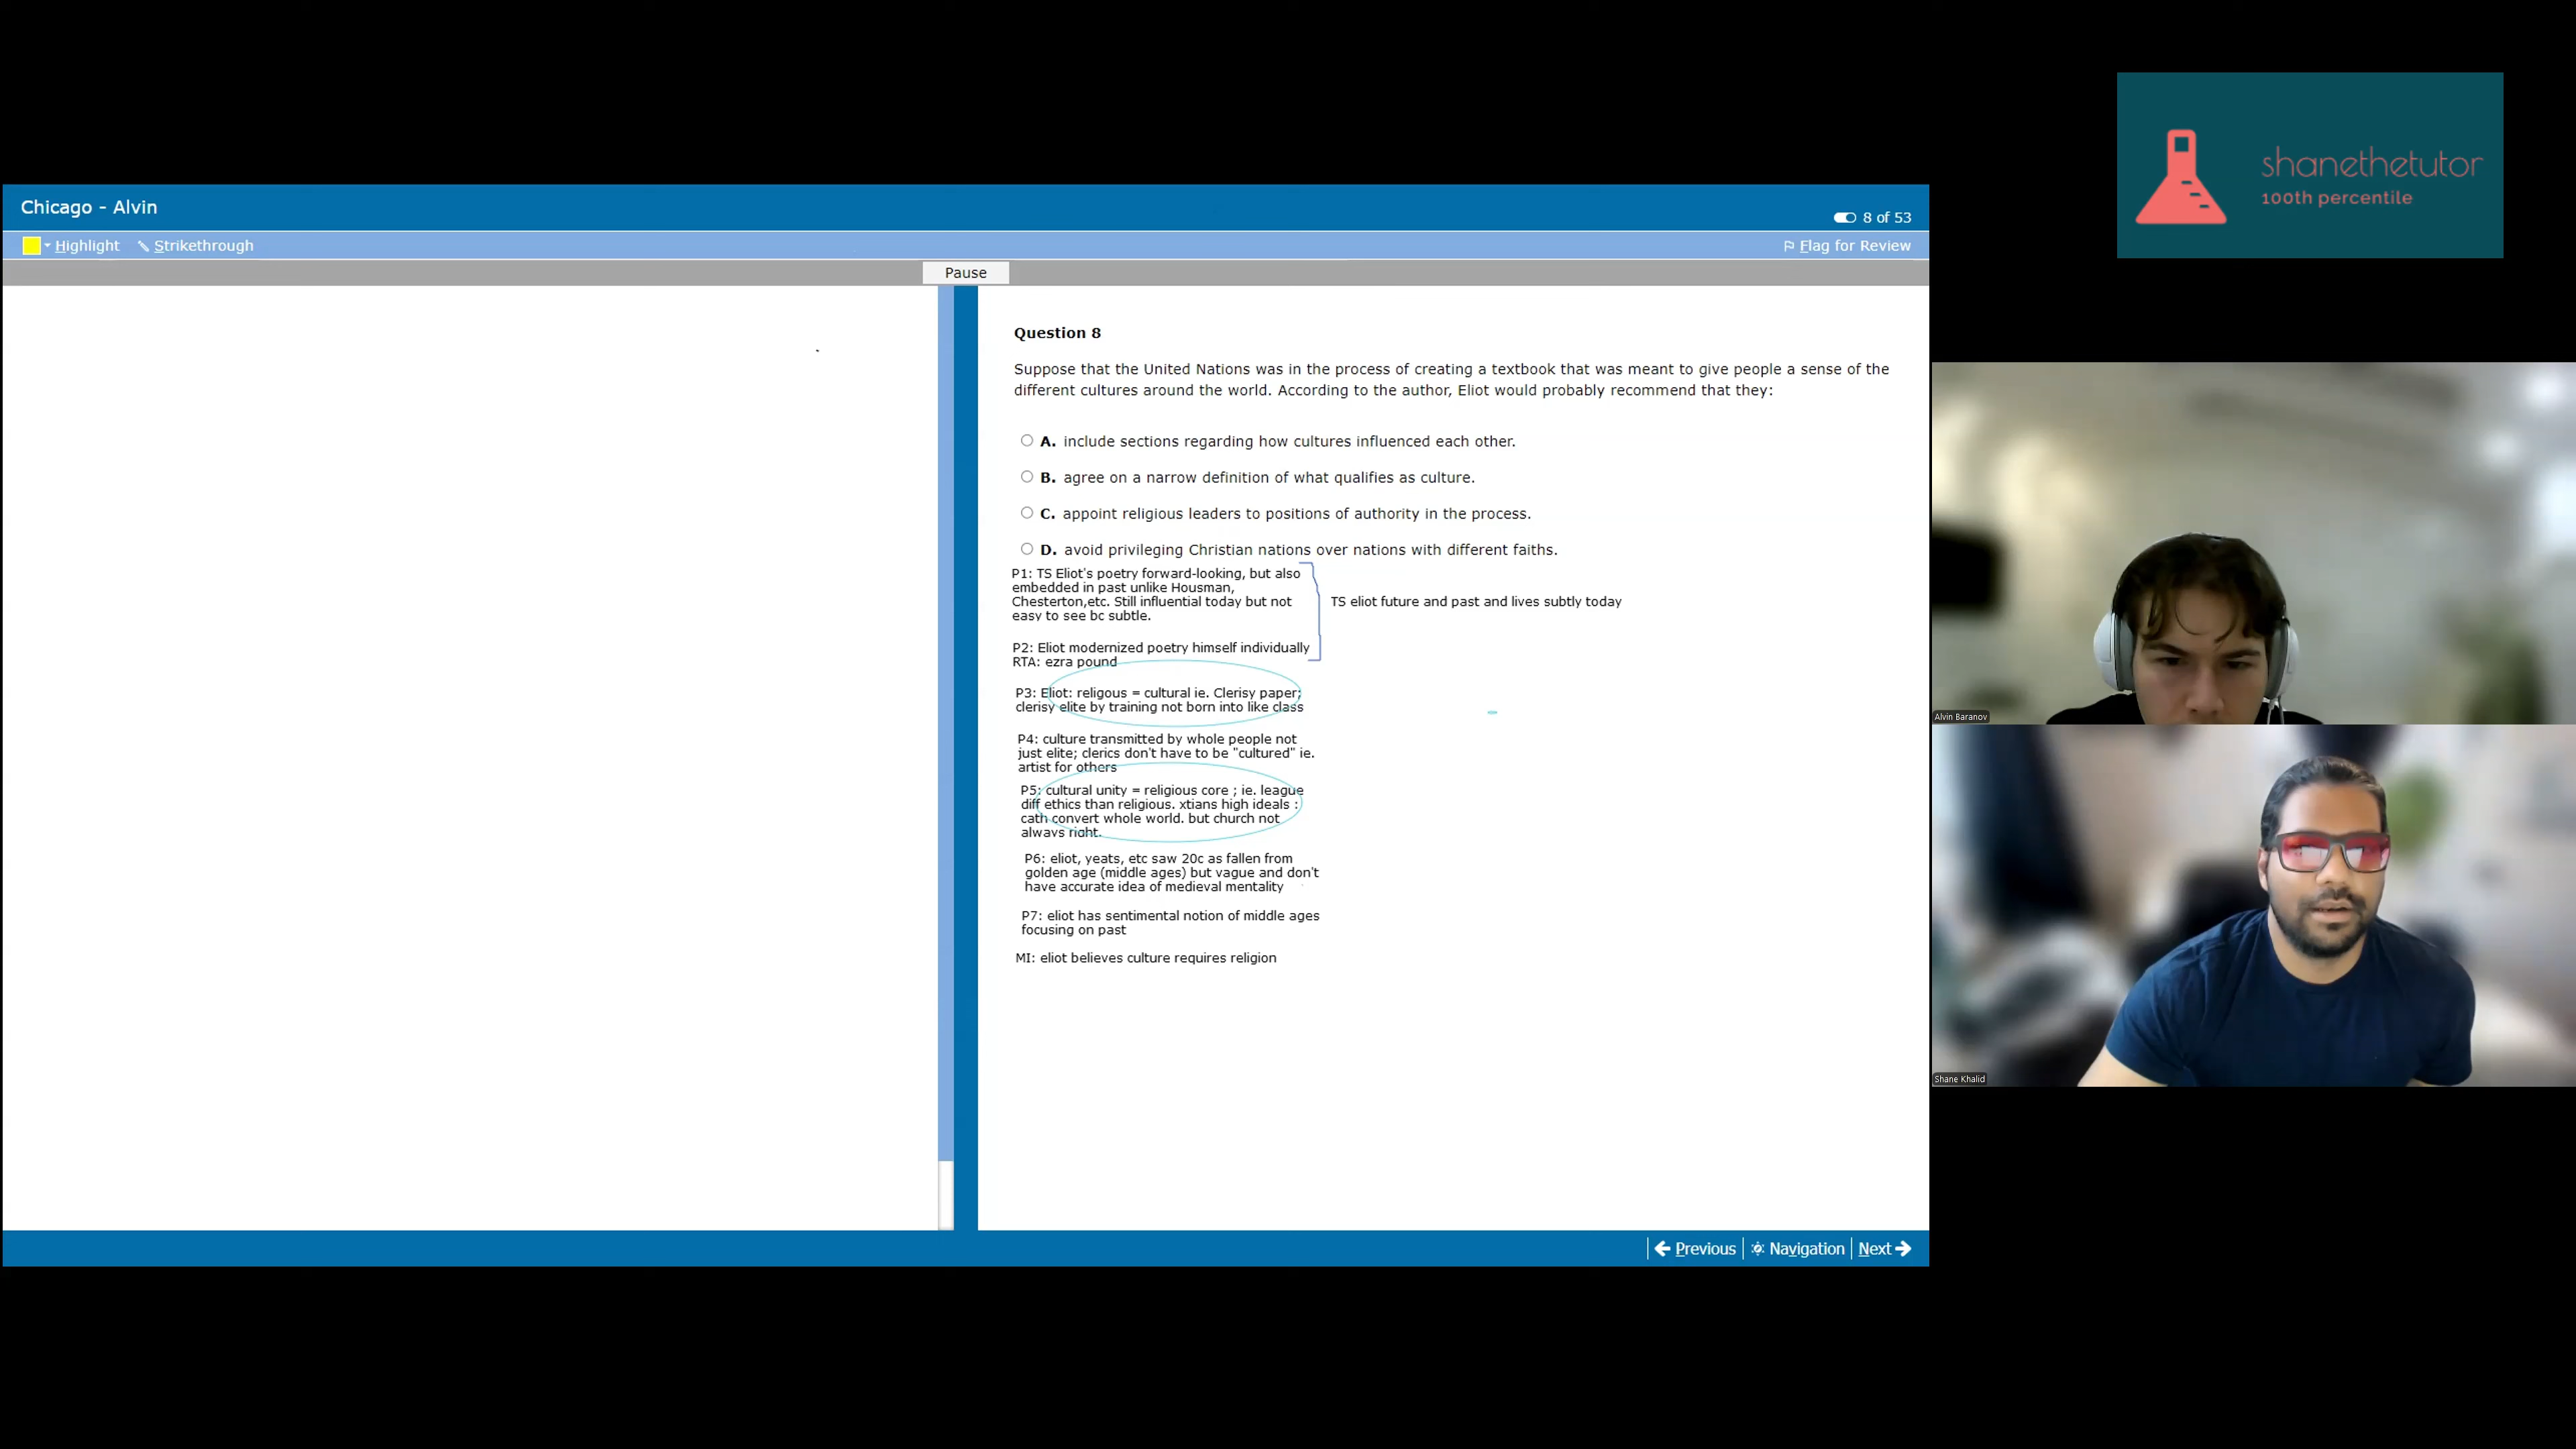 shanethetutor
100th percentile
Chicago - Alvin
8 of 53
Highlight Strikethrough
Flag for Review
Pause
Question 8
Suppose that the United Nations was in the process of creating a textbook that was meant to give people a sense of the
different cultures around the world. According to the author, Eliot would probably recommend that they:
A. include sections regarding how cultures influenced each other.
B. agree on a narrow definition of what qualifies as culture.
C. appoint religious leaders to positions of authority in the process.
D. avoid privileging Christian nations over nations with different faiths.
P1: TS Eliot's poetry forward-looking, but also
embedded in past unlike Housman,
Chesterton,etc. Still influential today but not
easy to see bc subtle.
TS eliot future and past and lives subtly today
P2: Eliot modernized poetry himself individually
RTA: ezra pound
P3: Eliot: religous = cultural ie. Clerisy paper;
clerisy elite by training not born into like class
P4: culture transmitted by whole people not
just elite; clerics don't have to be "cultured" ie.
artist for others
P5: cultural unity = religious core ; ie. league
diff ethics than religious. xtians high ideals :
cath convert whole world. but church not
always right.
P6: eliot, yeats, etc saw 20c as fallen from
golden age (middle ages) but vague and don't
have accurate idea of medieval mentality
P7: eliot has sentimental notion of middle ages
focusing on past
MI: eliot believes culture requires religion
Alvin Baranov
Shane Khalid
Previous Navigation Next